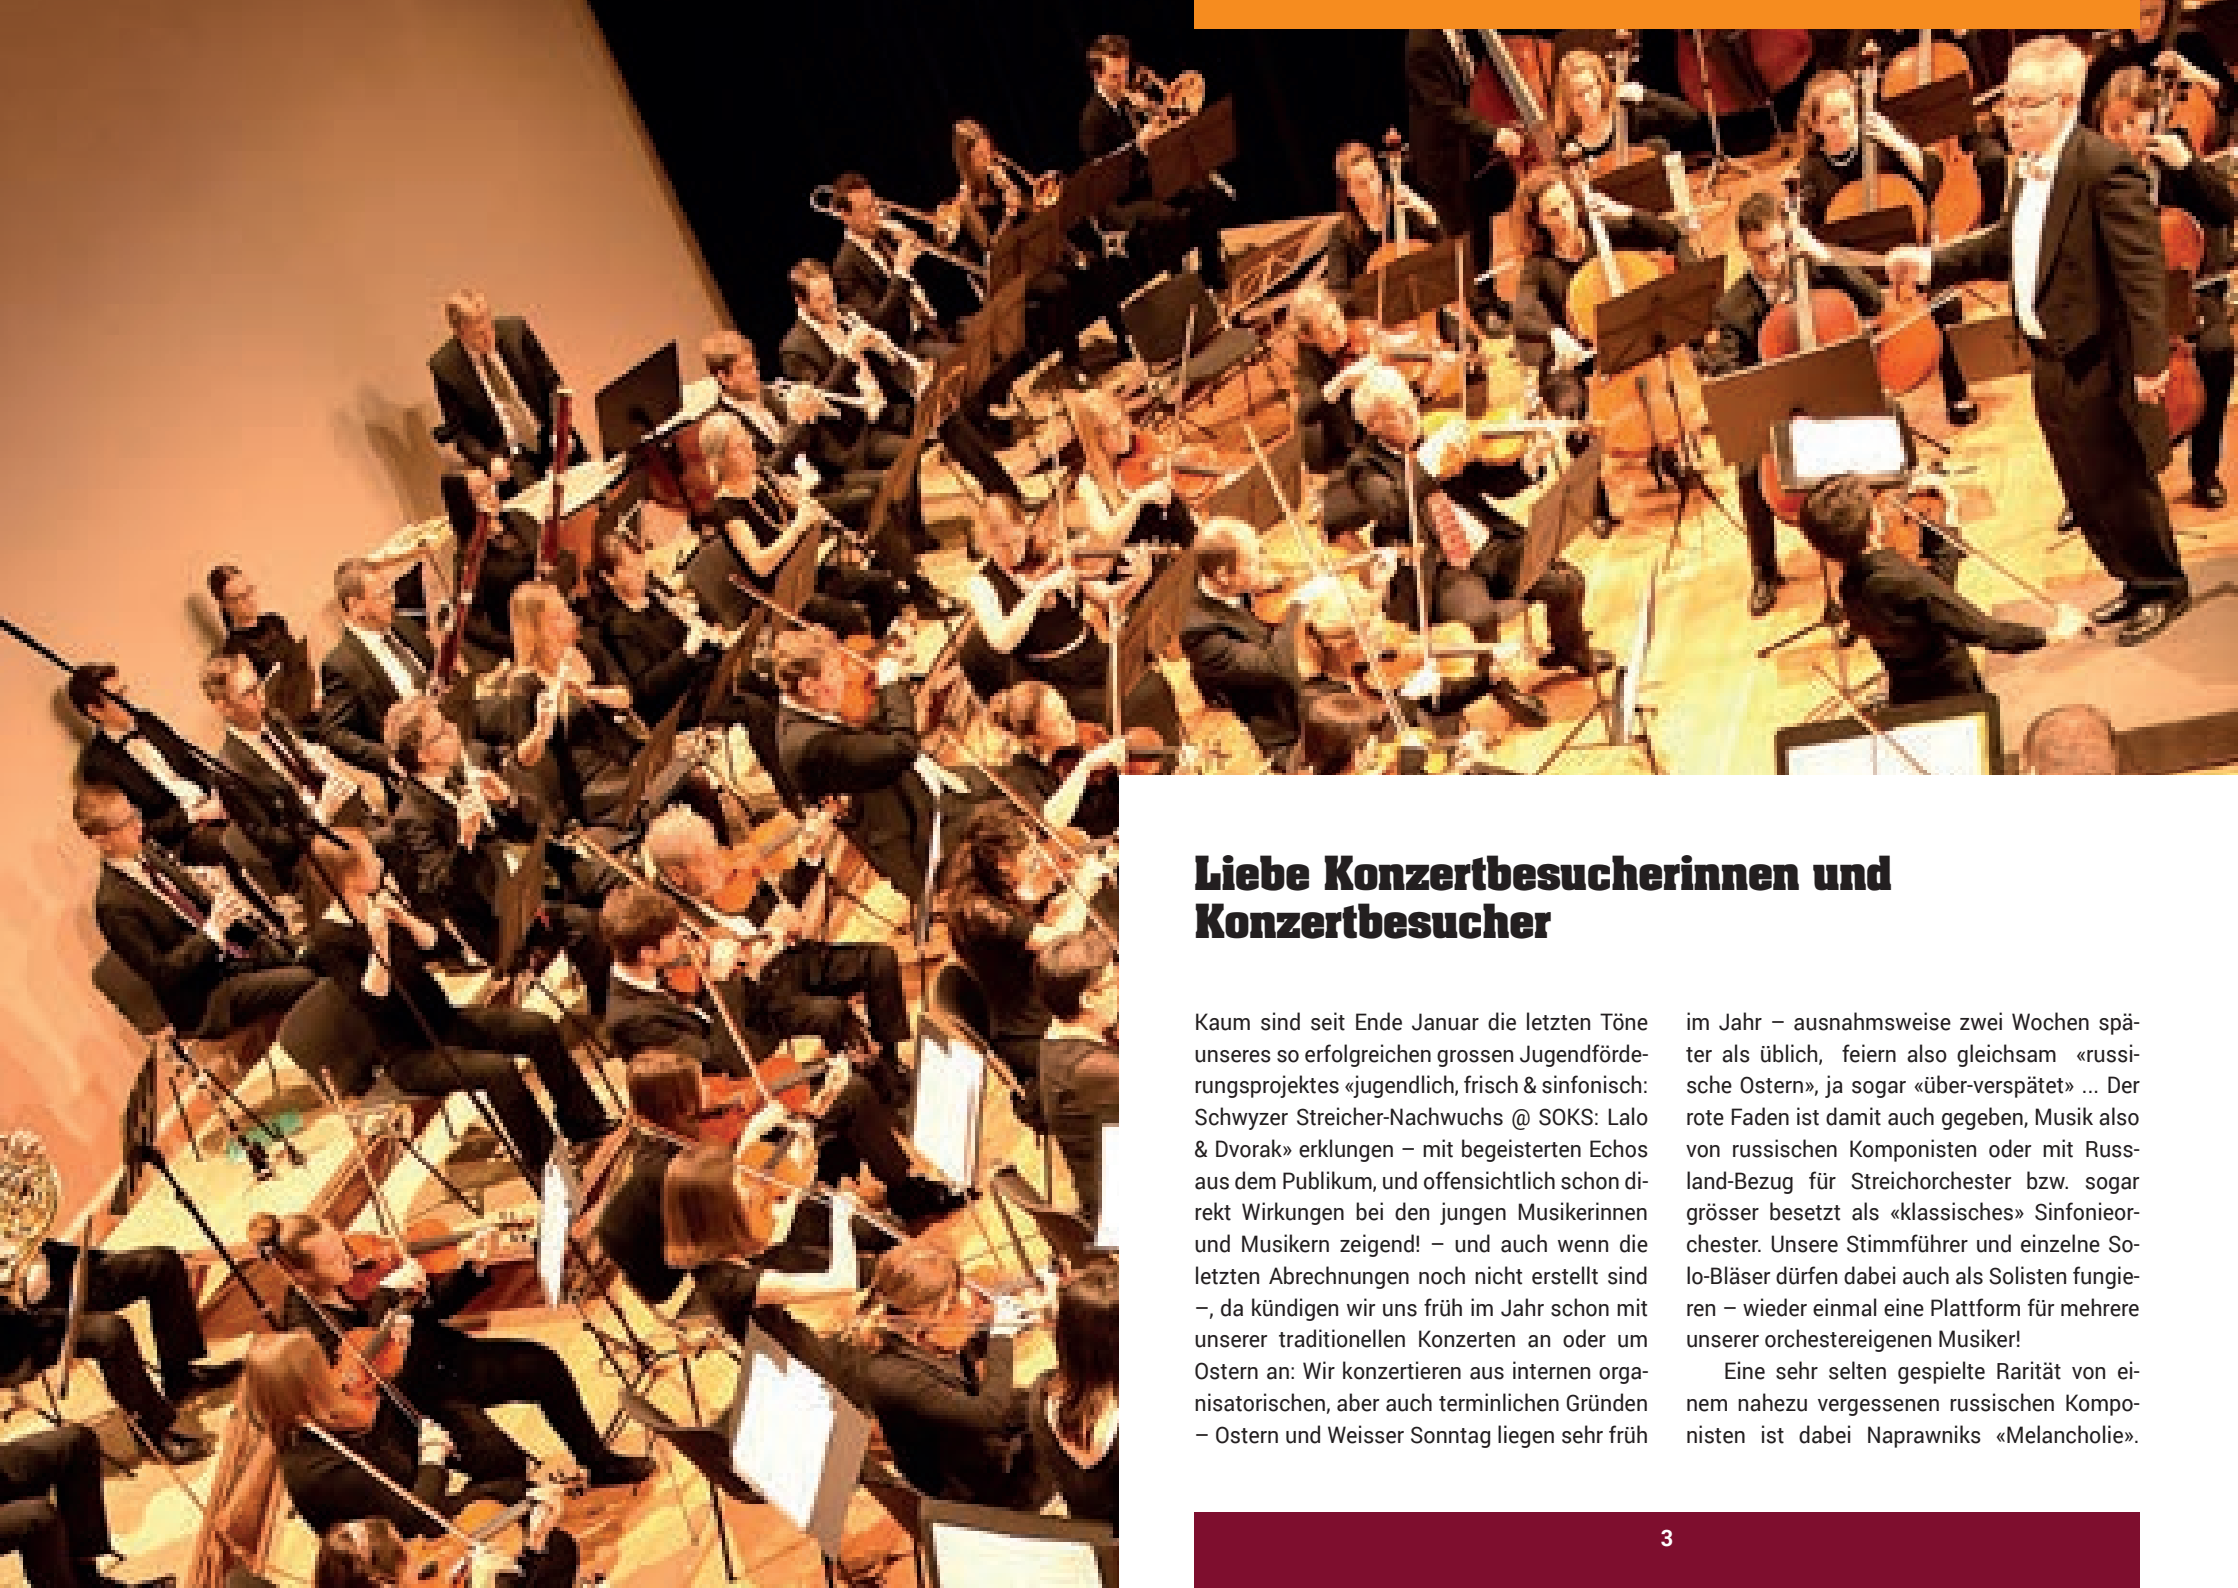 Liebe Konzertbesucherinnen und
Konzertbesucher
Kaum sind seit Ende Januar die letzten Töne
unseres so erfolgreichen grossen Jugendförde-
rungsprojektes «jugendlich, frisch & sinfonisch:
Schwyzer Streicher-Nachwuchs @ SOKS: Lalo
& Dvorak» erklungen – mit begeisterten Echos
aus dem Publikum, und offensichtlich schon di-
rekt Wirkungen bei den jungen Musikerinnen
und Musikern zeigend! – und auch wenn die
letzten Abrechnungen noch nicht erstellt sind
–, da kündigen wir uns früh im Jahr schon mit
unserer traditionellen Konzerten an oder um
Ostern an: Wir konzertieren aus internen orga-
nisatorischen, aber auch terminlichen Gründen
– Ostern und Weisser Sonntag liegen sehr früh
im Jahr – ausnahmsweise zwei Wochen spä-
ter als üblich, feiern also gleichsam «russi-
sche Ostern», ja sogar «über-verspätet» ... Der
rote Faden ist damit auch gegeben, Musik also
von russischen Komponisten oder mit Russ-
land-Bezug für Streichorchester bzw. sogar
grösser besetzt als «klassisches» Sinfonieor-
chester. Unsere Stimmführer und einzelne So-
lo-Bläser dürfen dabei auch als Solisten fungie-
ren – wieder einmal eine Plattform für mehrere
unserer orchestereigenen Musiker!
Eine sehr selten gespielte Rarität von ei-
nem nahezu vergessenen russischen Kompo-
nisten ist dabei Naprawniks «Melancholie».
3